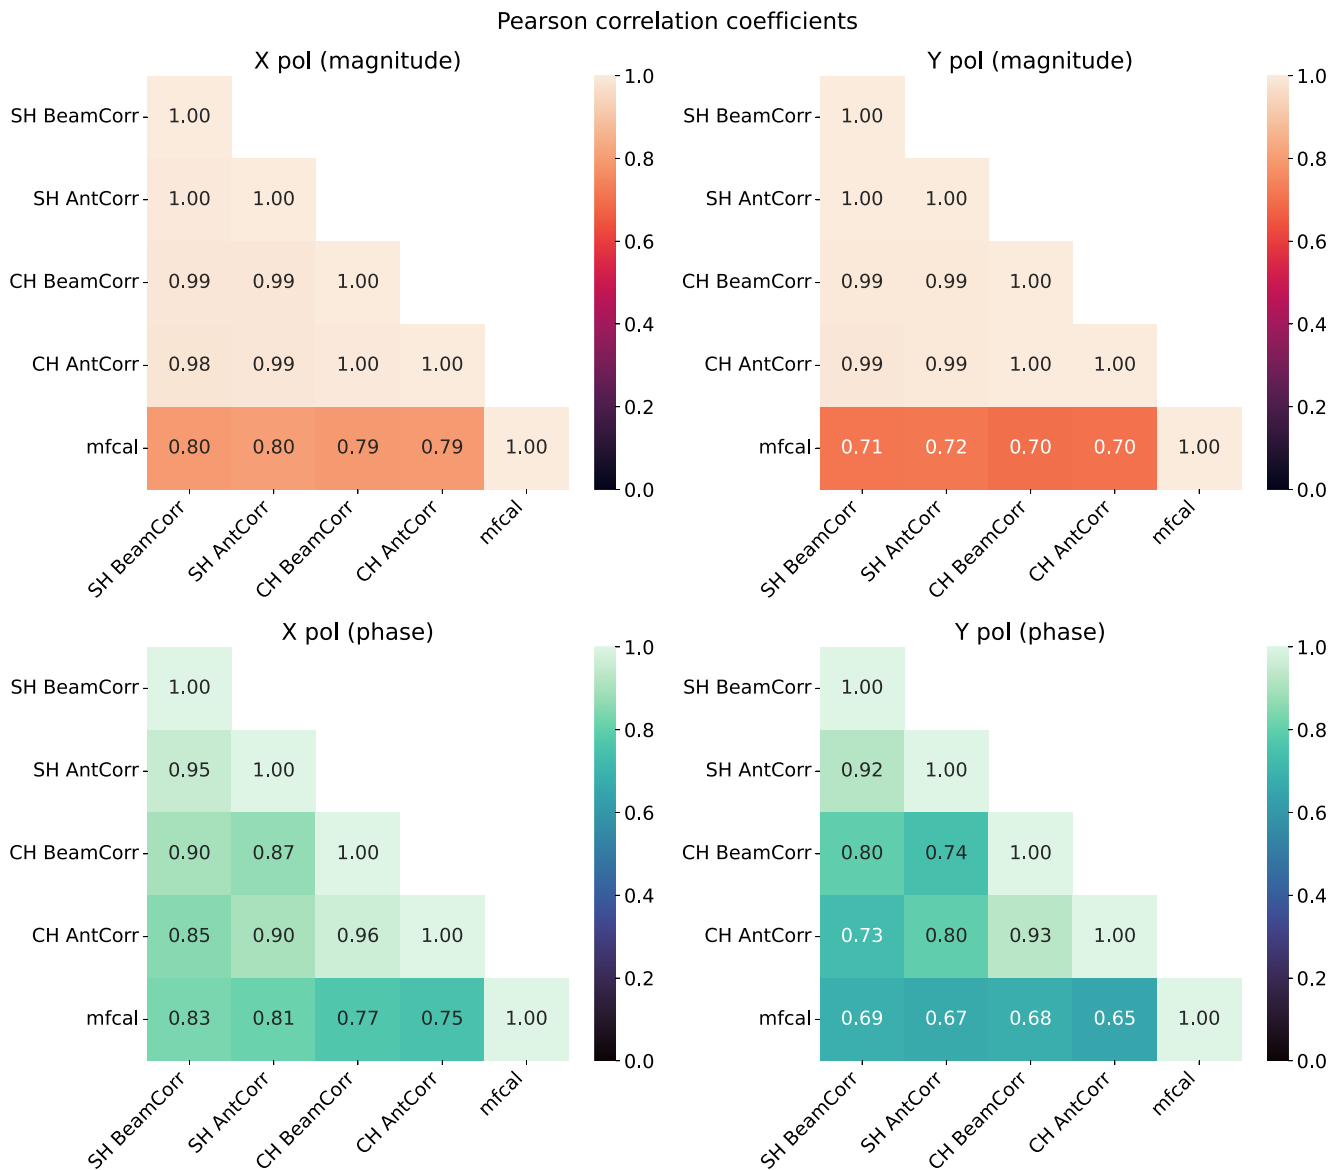 Pearson correlation coefficients
X pol (magnitude)
SH BeamCorr 1.00
SH AntCorr 1.00 1.00
CH BeamCorr 0.99 0.99 1.00
CH AntCorr 0.98 0.99 1.00 1.00
mfcal 0.80 0.80 0.79 0.79 1.00
SH BeamCorr
SH AntCorr
CH BeamCorr
CH AntCorr
mfcal
1.0
0.8
0.6
0.4
0.2
0.0
Y pol (magnitude)
SH BeamCorr 1.00
SH AntCorr 1.00 1.00
CH BeamCorr 0.99 0.99 1.00
CH AntCorr 0.99 0.99 1.00 1.00
mfcal 0.71 0.72 0.70 0.70 1.00
SH BeamCorr
SH AntCorr
CH BeamCorr
CH AntCorr
mfcal
1.0
0.8
0.6
0.4
0.2
0.0
X pol (phase)
SH BeamCorr 1.00
SH AntCorr 0.95 1.00
CH BeamCorr 0.90 0.87 1.00
CH AntCorr 0.85 0.90 0.96 1.00
mfcal 0.83 0.81 0.77 0.75 1.00
SH BeamCorr
SH AntCorr
CH BeamCorr
CH AntCorr
mfcal
1.0
0.8
0.6
0.4
0.2
0.0
Y pol (phase)
SH BeamCorr 1.00
SH AntCorr 0.92 1.00
CH BeamCorr 0.80 0.74 1.00
CH AntCorr 0.73 0.80 0.93 1.00
mfcal 0.69 0.67 0.68 0.65 1.00
SH BeamCorr
SH AntCorr
CH BeamCorr
CH AntCorr
mfcal
1.0
0.8
0.6
0.4
0.2
0.0